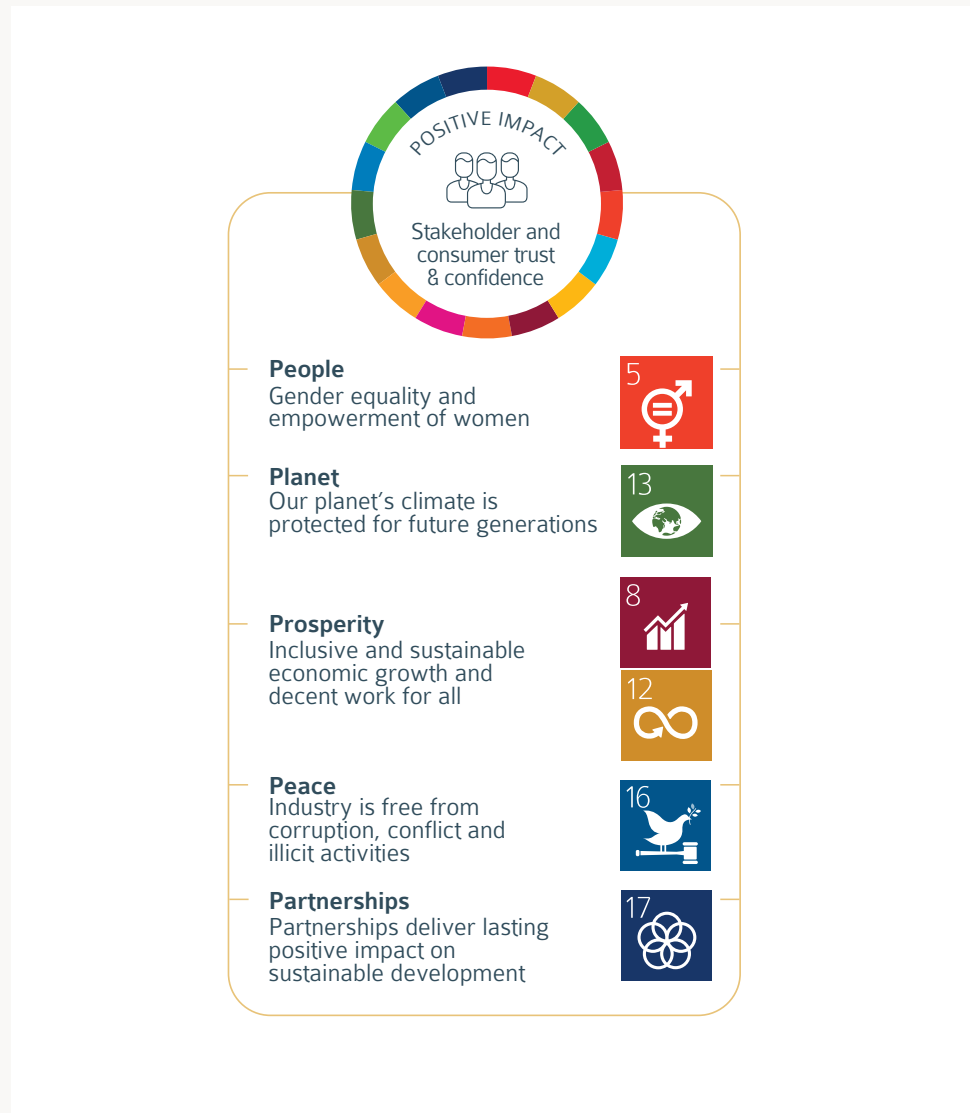 POSITIVE IMPACT
Stakeholder and
consumer trust
& confidence
People
Gender equality and
empowerment of women
5
Planet
Our planet’s climate is
protected for future generations
13
Prosperity
Inclusive and sustainable
economic growth and
decent work for all
8
12
Peace
Industry is free from
corruption, conflict and
illicit activities
16
Partnerships
Partnerships deliver lasting
positive impact on
sustainable development
17